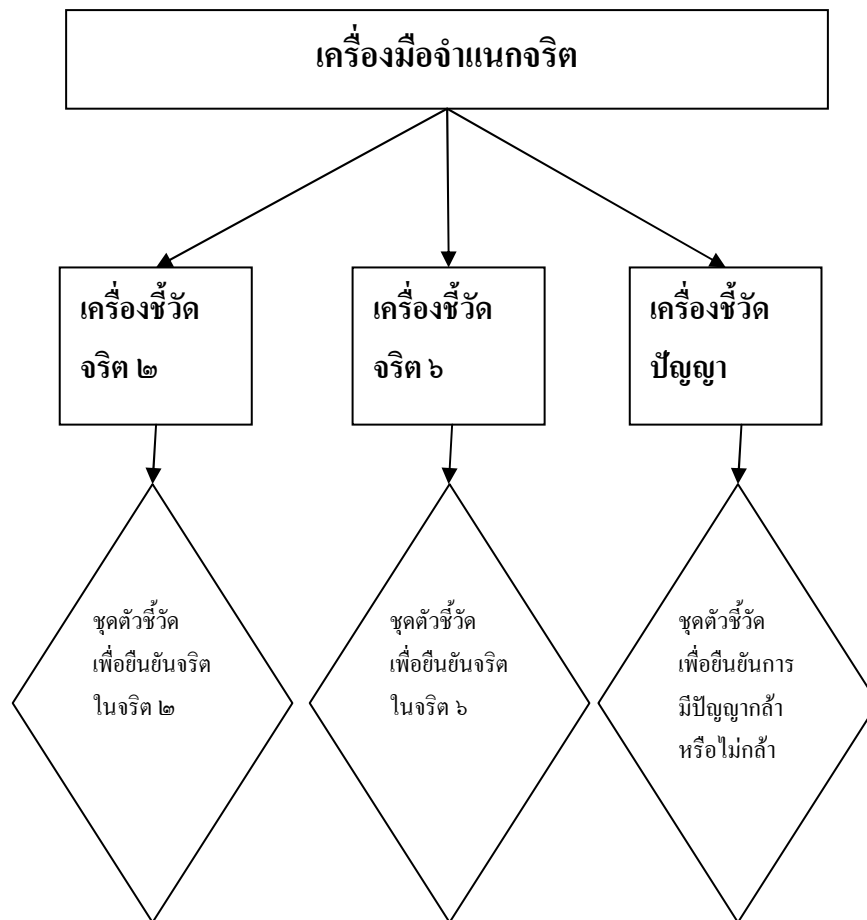 เครื่องมือจำแนกจริต
เครื่องชี้วัด
จริต ๒
เครื่องชี้วัด
จริต ๖
เครื่องชี้วัด
ปัญญา
ชุดตัวชี้วัด
เพื่อยืนยันจริต
ในจริต ๒
ชุดตัวชี้วัด
เพื่อยืนยันจริต
ในจริต ๖
ชุดตัวชี้วัด
เพื่อยืนยันการ
มีปัญญากล้า
หรือไม่กล้า